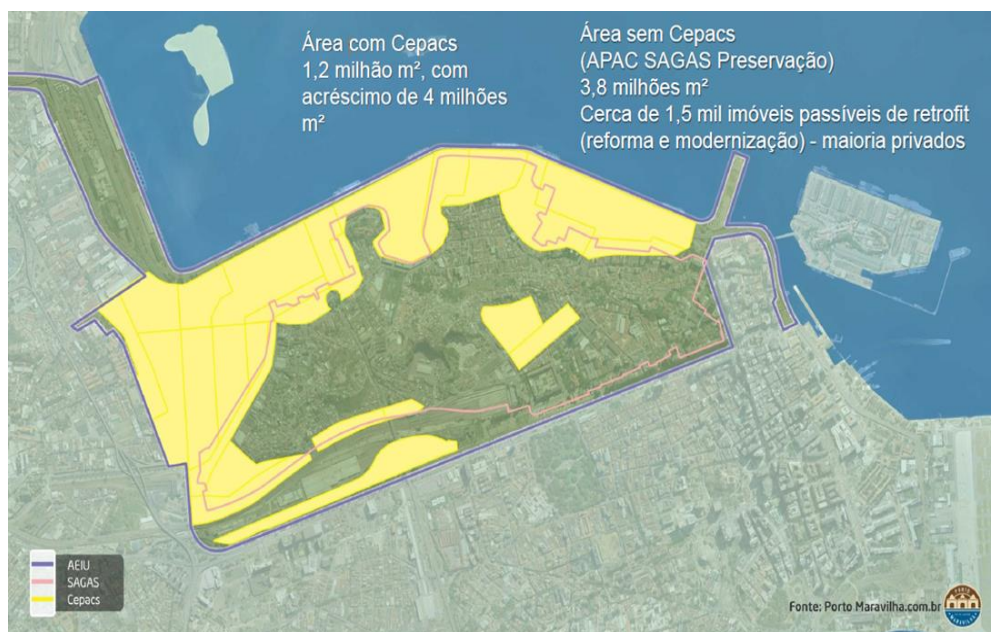 Área com Cepacs
1,2 milhão m², com
acréscimo de 4 milhões
m²
Área sem Cepacs
(APAC SAGAS Preservação)
3,8 milhões m²
Cerca de 1,5 mil imóveis passíveis de retrofit
(reforma e modernização) - maioria privados
AEIU
SAGAS
Cepacs
Fonte: Porto Maravilha.com.br
PORTO
MARAVILHA